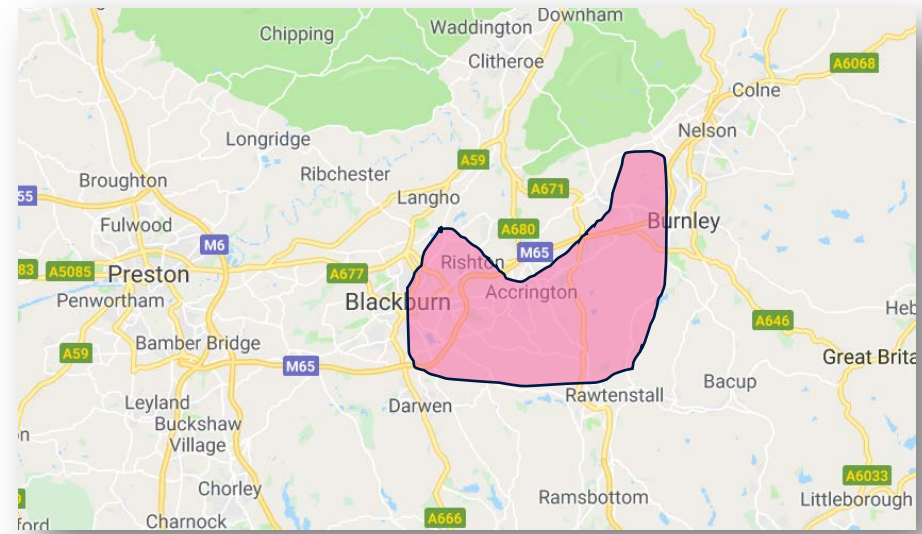 Downham
Waddington
Chipping
Clitheroe
A6068
Colne
Nelson
Longridge
A59
Ribchester
Broughton
A671
Langho
55
Fulwood
Burnley
A680
M6
M65
Rishton
83
A5085
Preston
A677
Accrington
Penwortham
Blackburn
Heb
A646
Bamber Bridge
A59
Great Brita
M65
Bacup
Rawtenstall
Leyland
Darwen
Buckshaw
Village
n
A6033
Chorley
Ramsbottom
Littleborough
A666
Charnock
ford